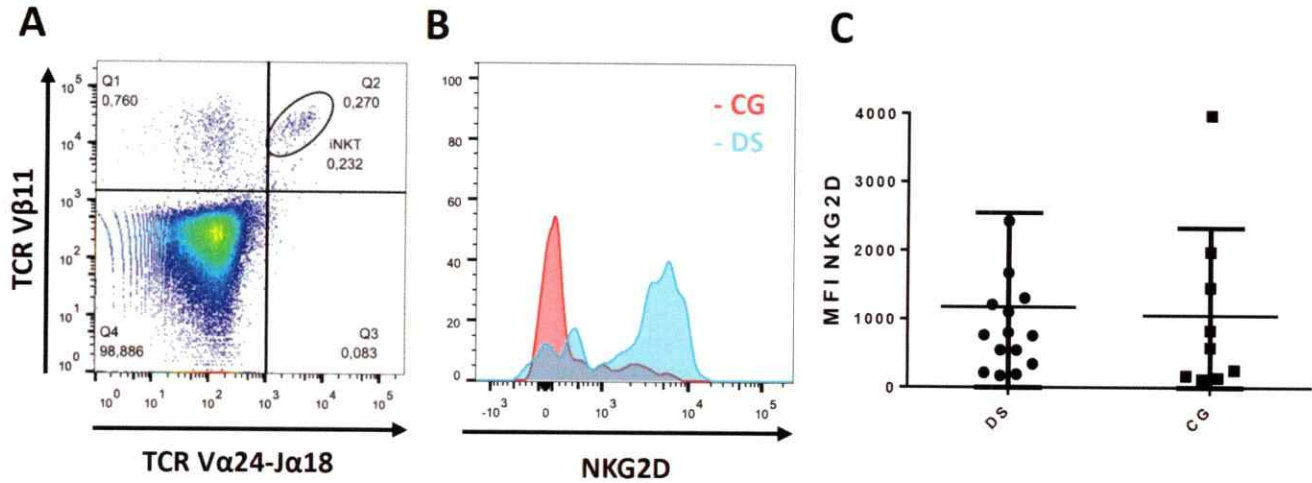 A
TCR Vβ11
10^5
10^4
10^3
10^2
10^1
10^0
Q1
0,760
Q2
0,270
iNKT
0,232
Q4
98,886
Q3
0,083
10^0 10^1 10^2 10^3 10^4 10^5
TCR Vα24-Jα18
B
100
80
60
40
20
0
- CG
- DS
-10^3 0 10^3 10^4 10^5
NKG2D
C
MFI NKG2D
4000
3000
2000
1000
0
DS CG